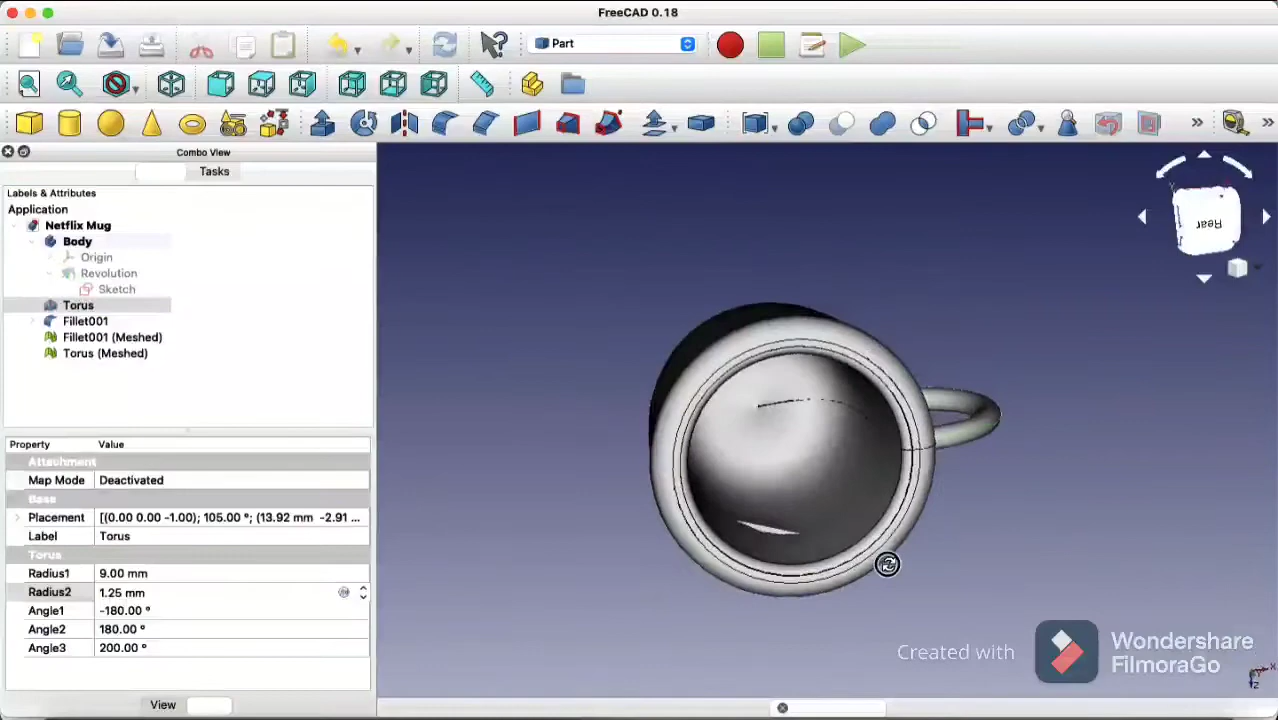 FreeCAD 0.18
Part
Combo View
Tasks
Labels & Attributes
Application
Netflix Mug
Body
Origin
Revolution
Sketch
Torus
Fillet001
Fillet001 (Meshed)
Torus (Meshed)
Property Value
Attachment
Map Mode Deactivated
Base
Placement [(0.00 0.00 -1.00); 105.00 °; (13.92 mm -2.91 ...
Label Torus
Torus
Radius1 9.00 mm
Radius2 1.25 mm
Angle1 -180.00 °
Angle2 180.00 °
Angle3 200.00 °
View
Rear
Created with
Wondershare
FilmoraGo